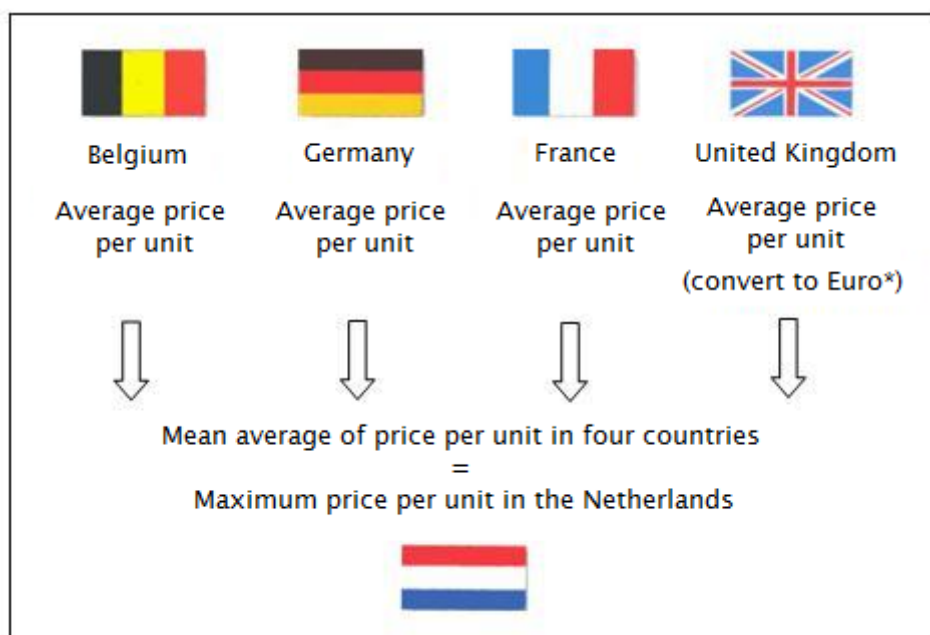 Belgium
Germany
France
United Kingdom
Average price
per unit
Average price
per unit
Average price
per unit
Average price
per unit
(convert to Euro*)
Mean average of price per unit in four countries
=
Maximum price per unit in the Netherlands